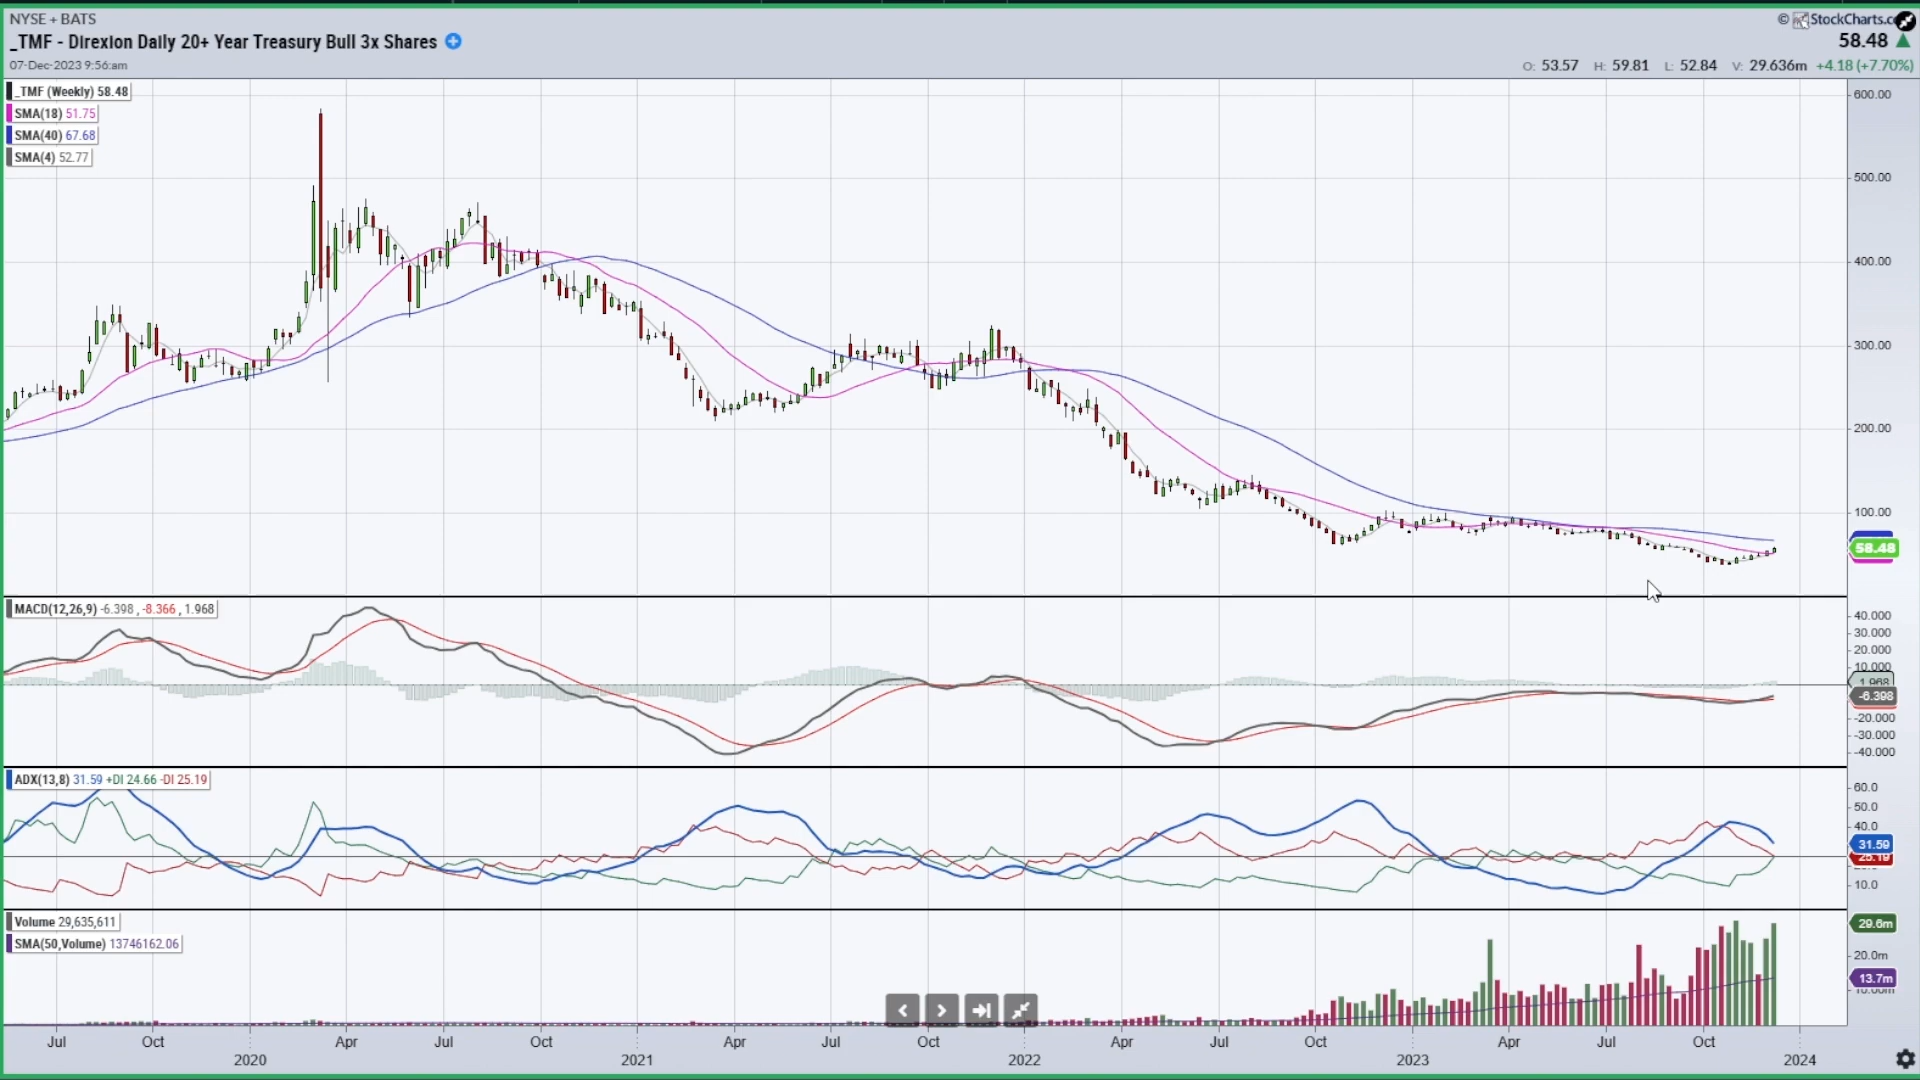 NYSE + BATS
© StockCharts.c
_TMF - Direxion Daily 20+ Year Treasury Bull 3x Shares
58.48
07-Dec-2023 9:56:am
O: 53.57 H: 59.81 L: 52.84 V: 29.636m +4.18 (+7.70%)
_TMF (Weekly) 58.48
SMA(18) 51.75
SMA(40) 67.68
SMA(4) 52.77
600.00
500.00
400.00
300.00
200.00
100.00
58.48
MACD(12,26,9) -6.398, -8.366, 1.968
40.000
30.000
20.000
10.000
1.968
-6.398
-20.000
-30.000
-40.000
ADX(13,8) 31.59 +DI 24.66 -DI 25.19
60.0
50.0
40.0
31.59
25.19
10.0
Volume 29,635,611
SMA(50,Volume) 13746162.06
29.6m
20.0m
13.7m
Jul Oct Apr Jul Oct Apr Jul Oct Apr Jul Oct Apr Jul Oct
2020 2021 2022 2023 2024